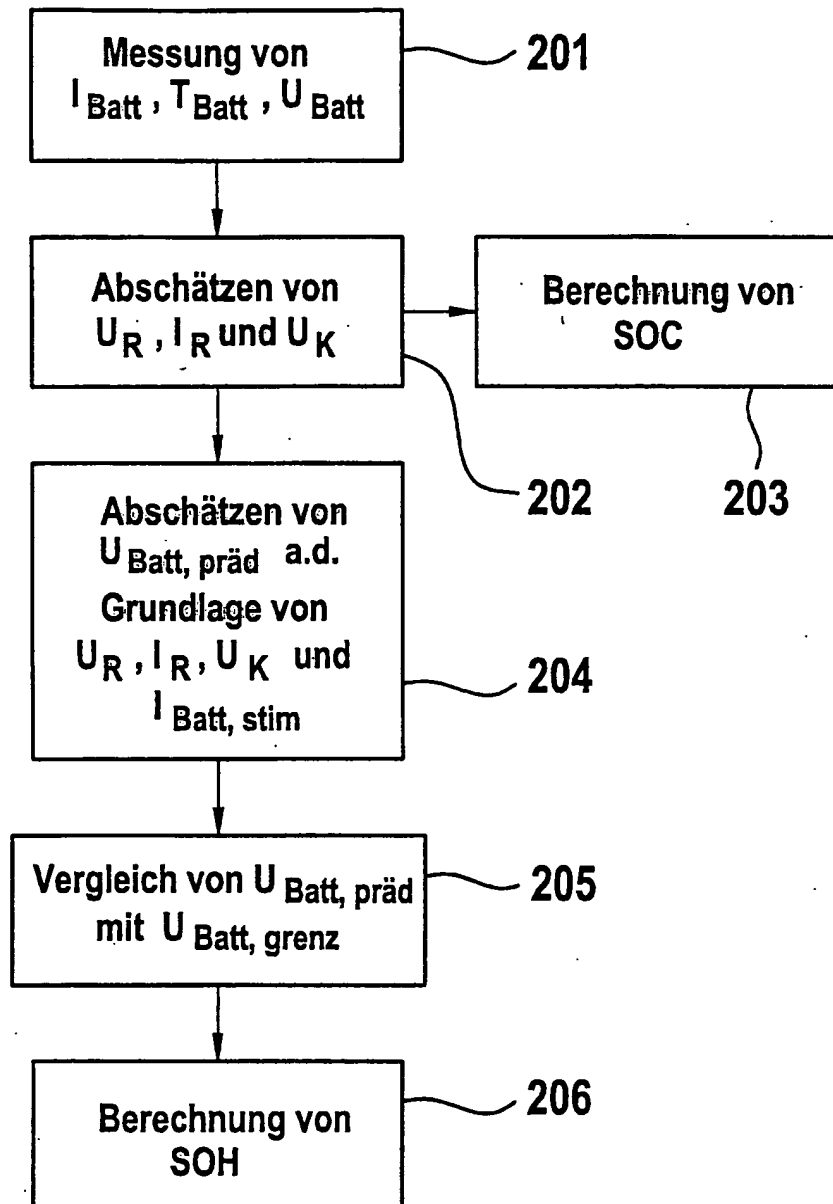 Messung von
I Batt , T Batt , U Batt
201
Abschätzen von
U R , I R und U K
202
Berechnung von
SOC
203
Abschätzen von
U Batt, präd a.d.
Grundlage von
U R , I R , U K und
I Batt, stim
204
Vergleich von U Batt, präd
mit U Batt, grenz
205
Berechnung von
SOH
206